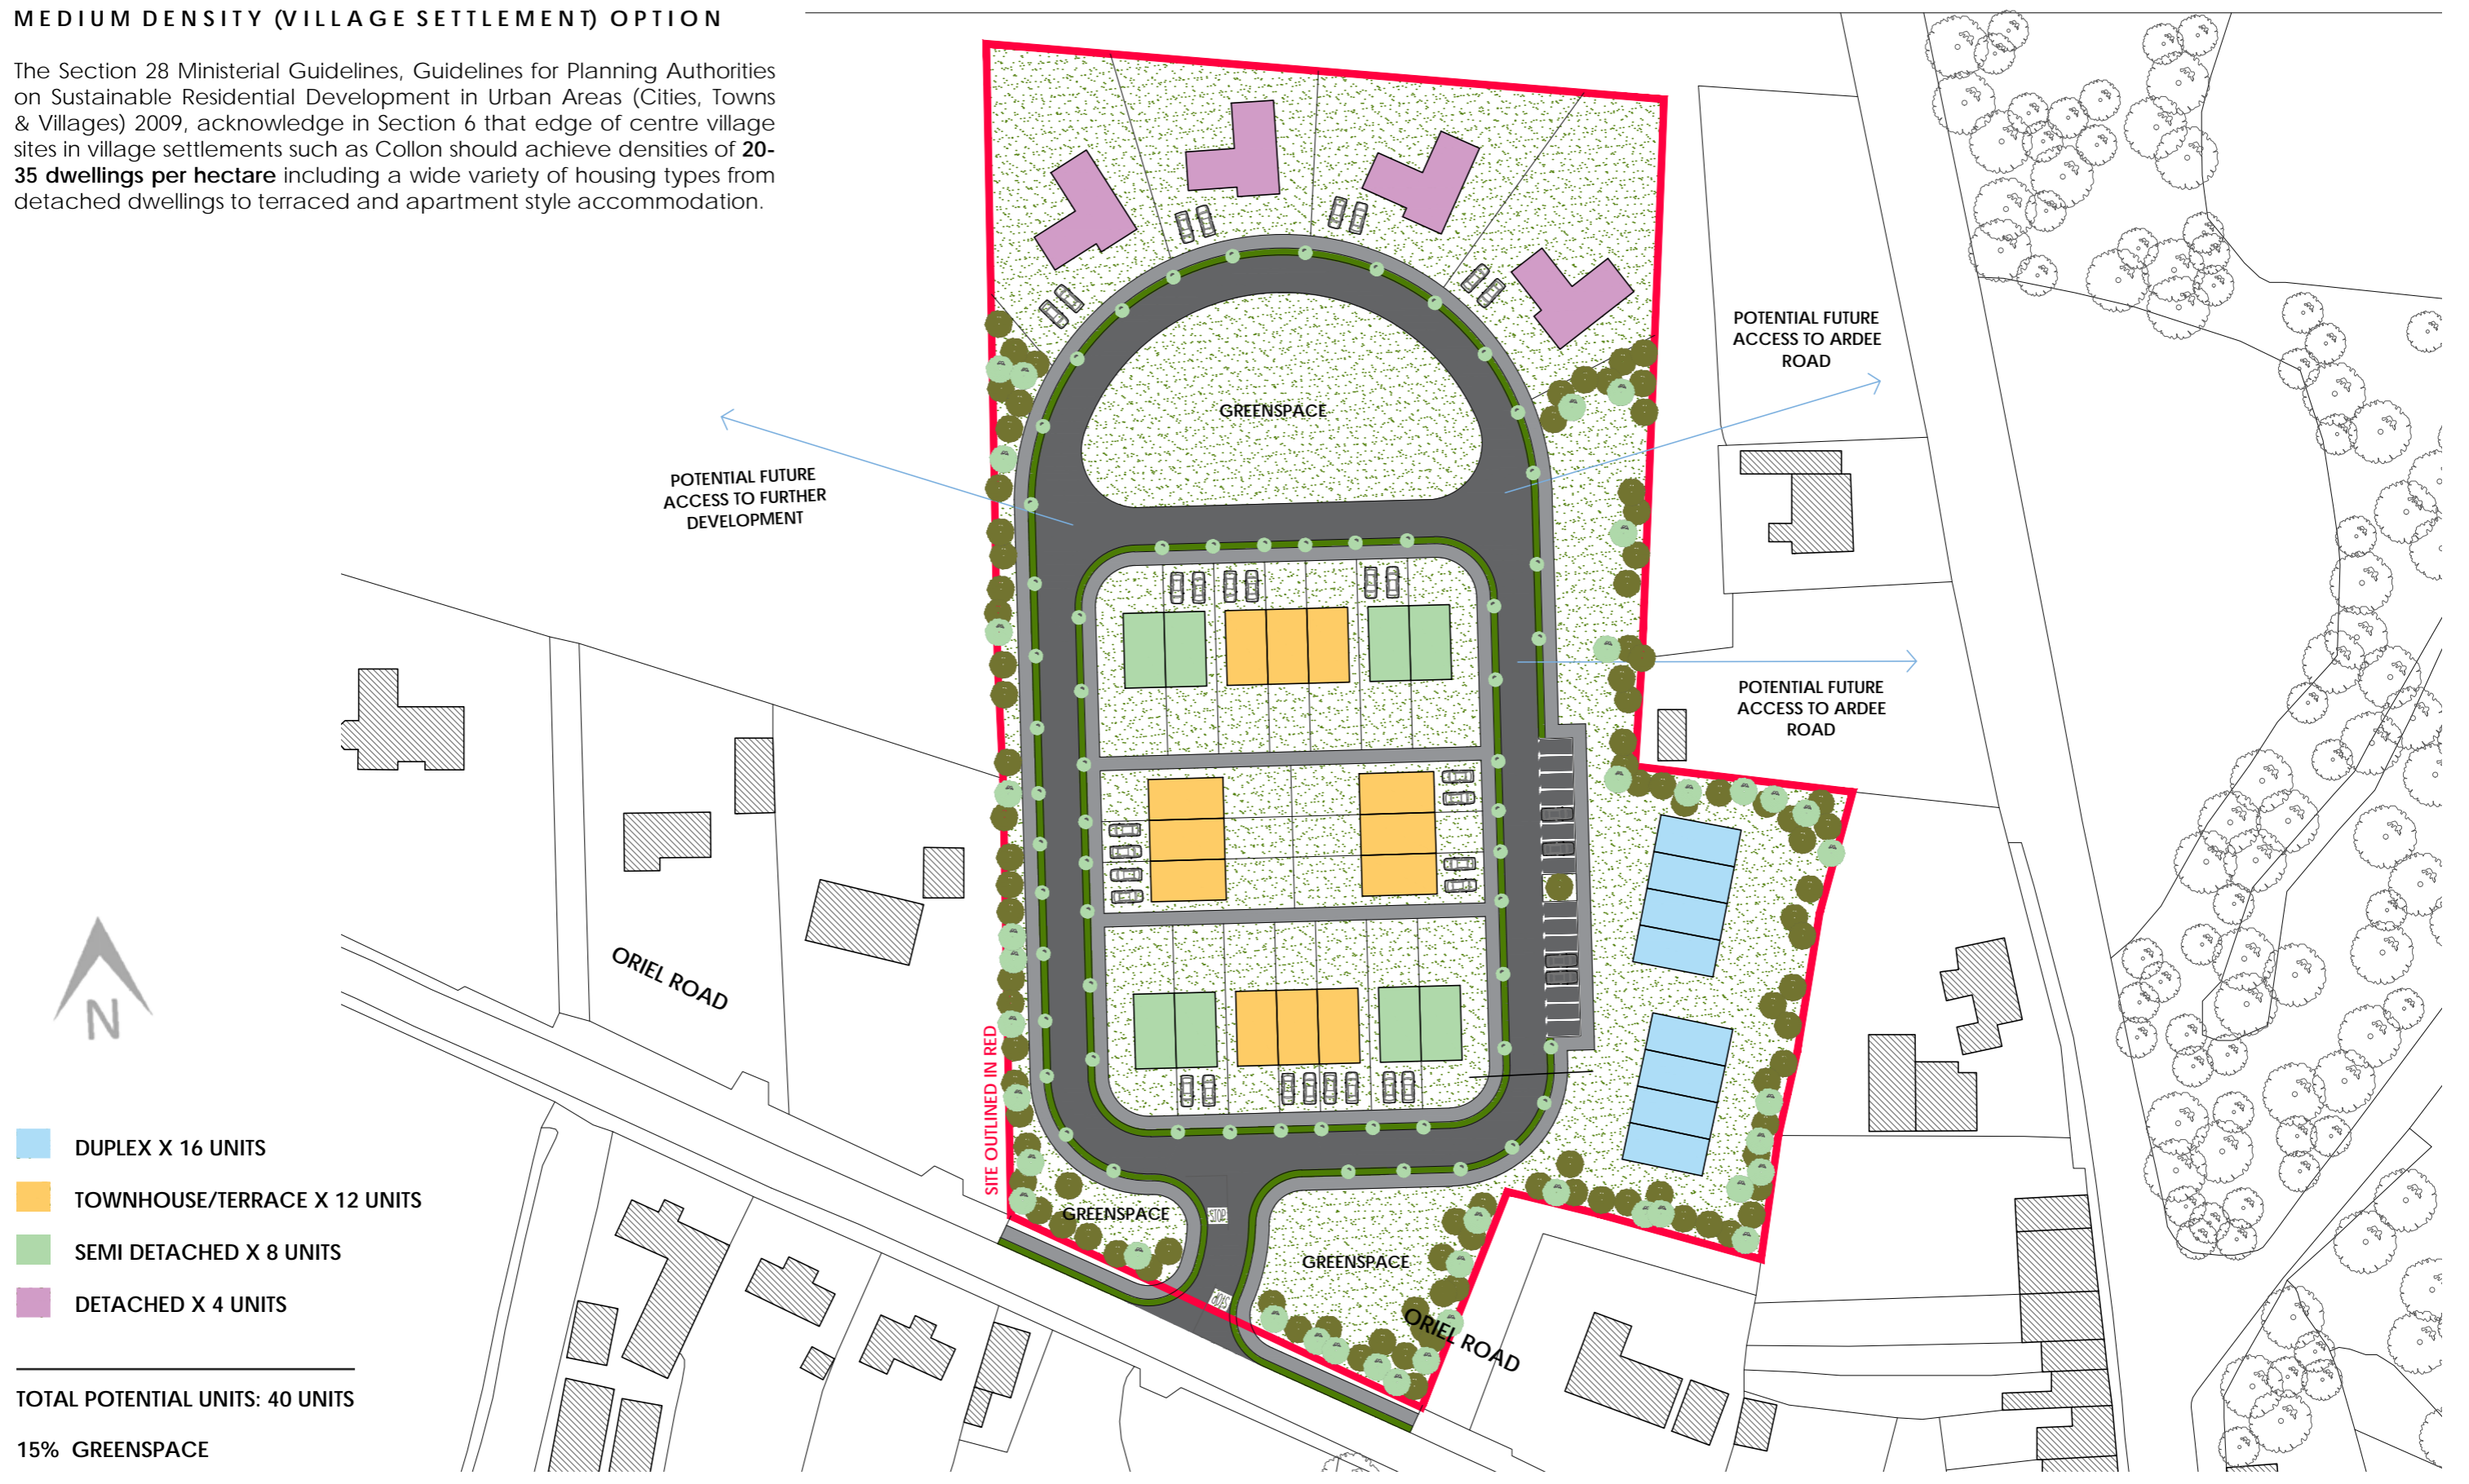 MEDIUM DENSITY (VILLAGE SETTLEMENT) OPTION
The Section 28 Ministerial Guidelines, Guidelines for Planning Authorities
on Sustainable Residential Development in Urban Areas (Cities, Towns
& Villages) 2009, acknowledge in Section 6 that edge of centre village
sites in village settlements such as Collon should achieve densities of 20-
35 dwellings per hectare including a wide variety of housing types from
detached dwellings to terraced and apartment style accommodation.
POTENTIAL FUTURE
ACCESS TO ARDEE
ROAD
GREENSPACE
POTENTIAL FUTURE
ACCESS TO FURTHER
DEVELOPMENT
POTENTIAL FUTURE
ACCESS TO ARDEE
ROAD
ORIEL ROAD
N
SITE OUTLINED IN RED
GREENSPACE
STOP
GREENSPACE
STOP
ORIEL ROAD
DUPLEX X 16 UNITS
TOWNHOUSE/TERRACE X 12 UNITS
SEMI DETACHED X 8 UNITS
DETACHED X 4 UNITS
TOTAL POTENTIAL UNITS: 40 UNITS
15% GREENSPACE